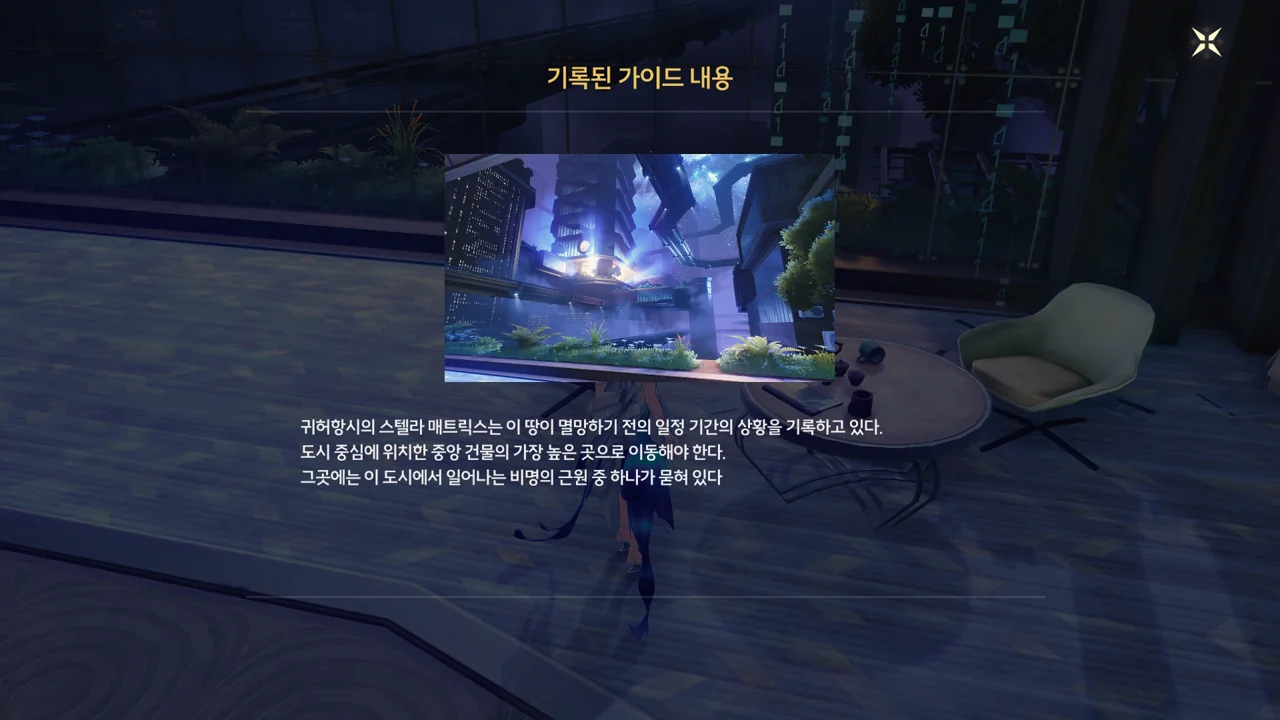 기록된 가이드 내용
귀허항시의 스텔라 매트릭스는 이 땅이 멸망하기 전의 일정 기간의 상황을 기록하고 있다.
도시 중심에 위치한 중앙 건물의 가장 높은 곳으로 이동해야 한다.
그곳에는 이 도시에서 일어나는 비명의 근원 중 하나가 묻혀 있다